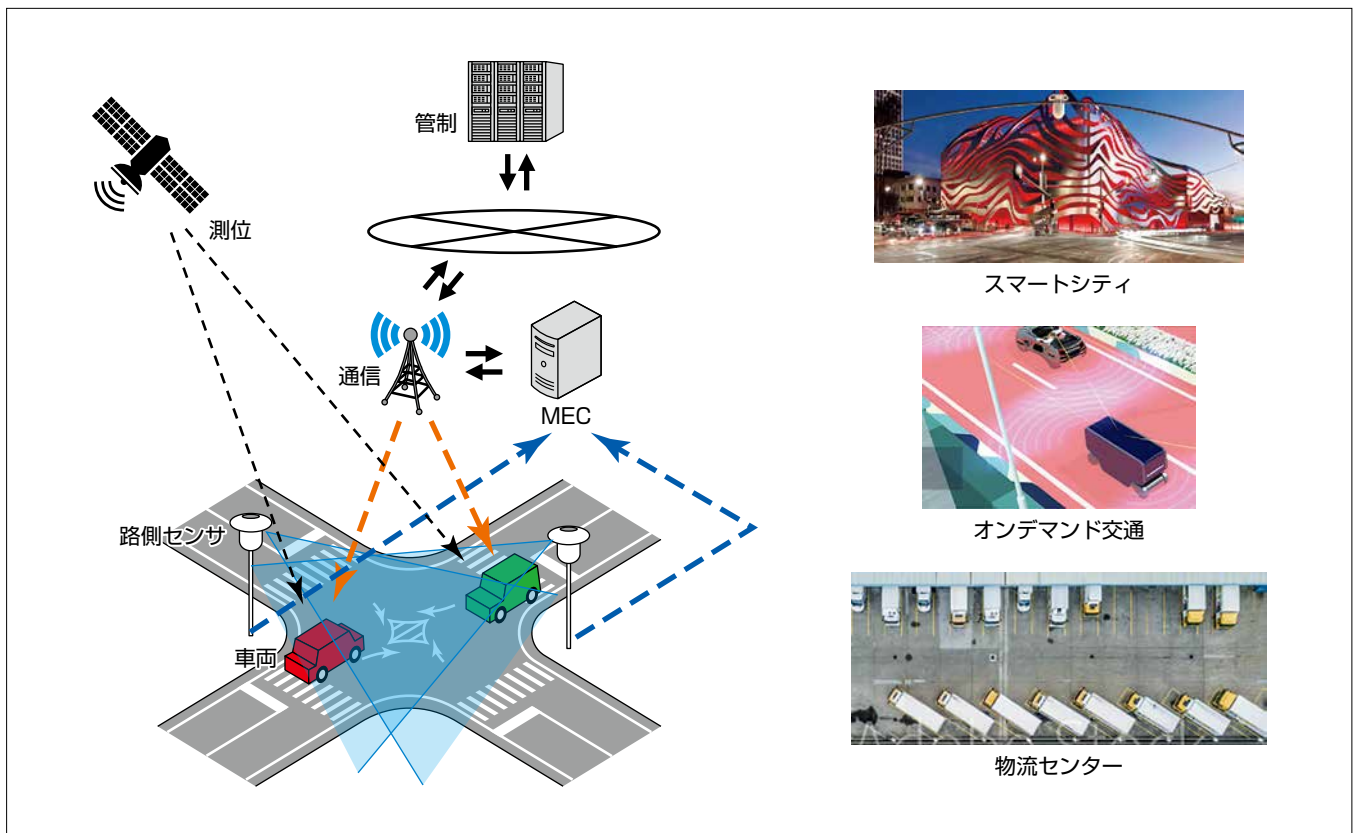 管制
測位
通信
MEC
路側センサ
車両
スマートシティ
オンデマンド交通
物流センター